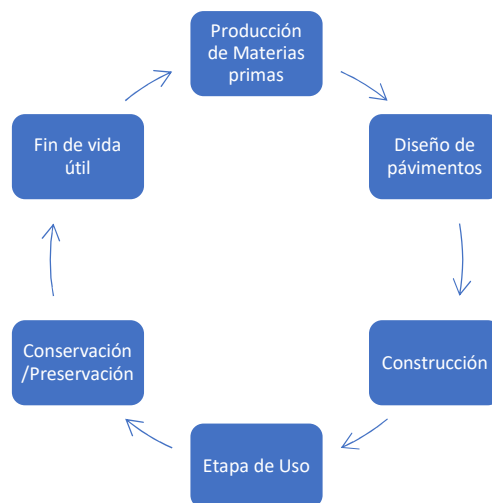 Producción
de Materias
primas
Diseño de
pávimentos
Construcción
Etapa de Uso
Conservación
/Preservación
Fin de vida
útil